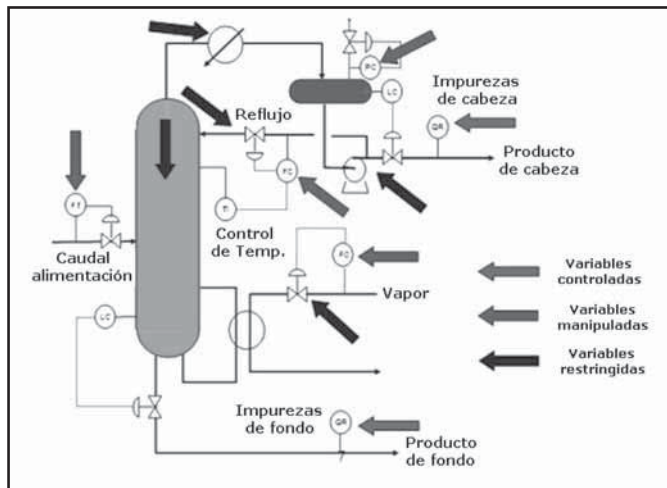 PC
LC
Impurezas
de cabeza
QR
Reflujo
Producto
de cabeza
FC
TI
Control
de Temp.
FT
Caudal
alimentación
FC
Vapor
Variables
controladas
Variables
manipuladas
Variables
restringidas
LC
Impurezas
de fondo
QR
Producto
de fondo